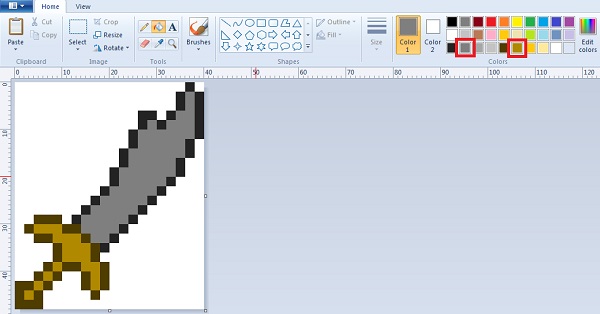 Home View
Paste
Cut
Copy
Clipboard
Select
Crop
Resize
Rotate
Image
A
Tools
Brushes
Shapes
Outline
Fill
Size
Color
1
Color
2
Colors
Edit
colors
0 10 20 30 40 50 60 70 80 90 100 110 120
0
10
20
30
40